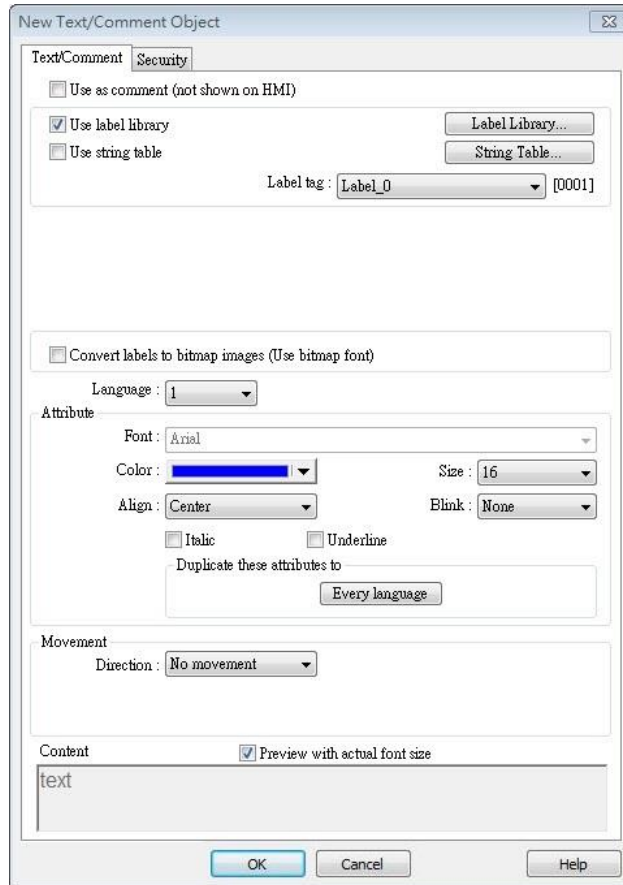 New Text/Comment Object
Text/Comment Security
Use as comment (not shown on HMI)
Use label library Label Library...
Use string table String Table...
Label tag : Label_0 [0001]
Convert labels to bitmap images (Use bitmap font)
Language : 1
Attribute
Font : Arial
Color : Size : 16
Align : Center Blink : None
Italic Underline
Duplicate these attributes to
Every language
Movement
Direction : No movement
Content Preview with actual font size
text
OK Cancel Help